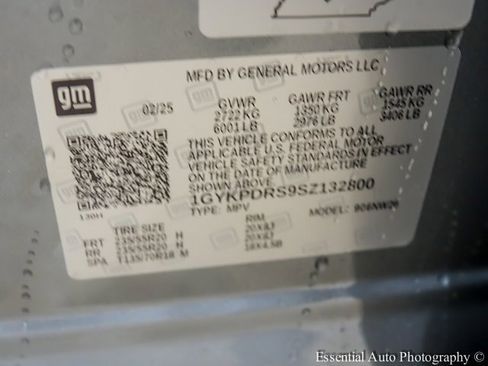 MFD BY GENERAL MOTORS LLC
gm
02/25
GVWR
2722 KG
6001 LB
GAWR FRT
1350 KG
2976 LB
GAWR RR
1545 KG
3406 LB
THIS VEHICLE CONFORMS TO ALL
APPLICABLE U.S. FEDERAL MOTOR
VEHICLE SAFETY STANDARDS IN EFFECT
ON THE DATE OF MANUFACTURE
SHOWN ABOVE.
1GYKPDRS9SZ132800
TYPE: MPV
MODEL:
TIRE SIZE
RIM
FRT 235/55R20 H 20X8J
RR 235/55R20 H 20X8J
SPA T135/70R18 M 18X4.5B
Essential Auto Photography ©